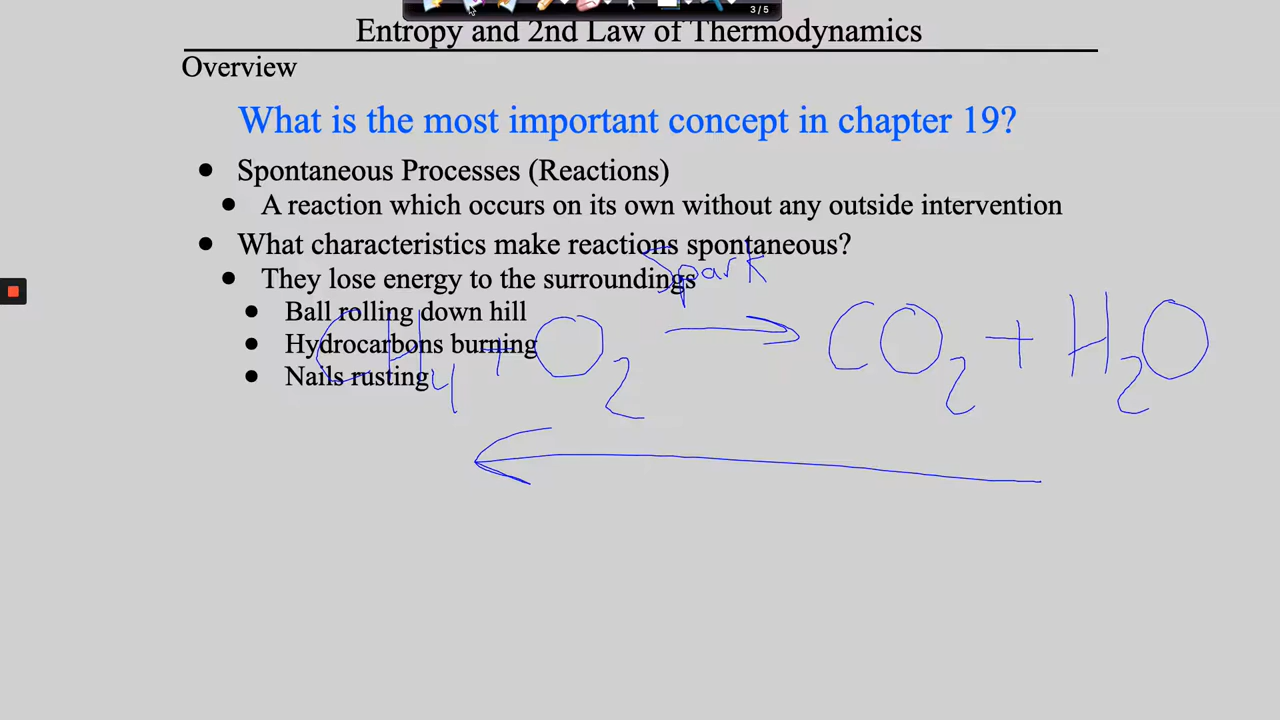 3/5
Entropy and 2nd Law of Thermodynamics
Overview
What is the most important concept in chapter 19?
● Spontaneous Processes (Reactions)
● A reaction which occurs on its own without any outside intervention
● What characteristics make reactions spontaneous?
● They lose energy to the surroundings
● Ball rolling down hill
● Hydrocarbons burning
● Nails rusting
Spark
CH4 + O2 → CO2 + H2O